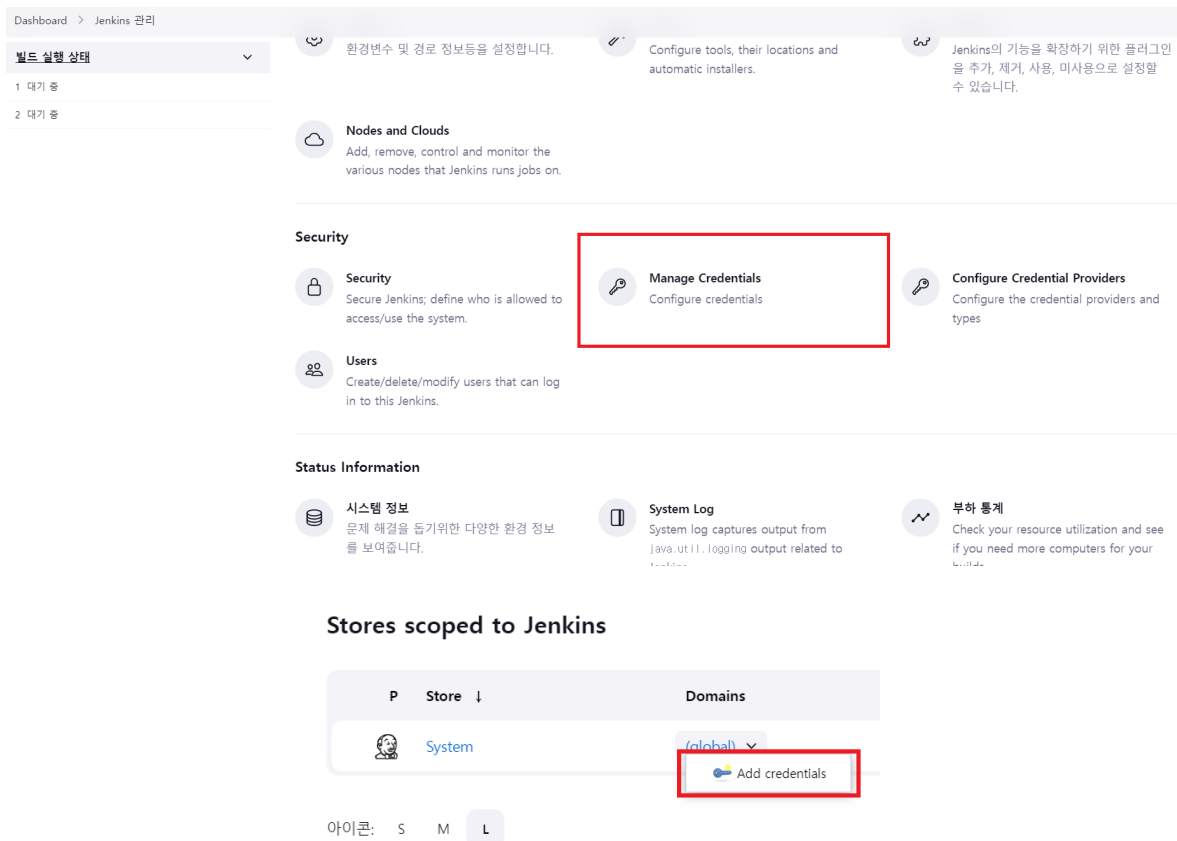 Dashboard > Jenkins 관리
빌드 실행 상태
1 대기 중
2 대기 중
환경변수 및 경로 정보등을 설정합니다.
Configure tools, their locations and
automatic installers.
Jenkins의 기능을 확장하기 위한 플러그인
을 추가, 제거, 사용, 미사용으로 설정할
수 있습니다.
Nodes and Clouds
Add, remove, control and monitor the
various nodes that Jenkins runs jobs on.
Security
Security
Secure Jenkins; define who is allowed to
access/use the system.
Manage Credentials
Configure credentials
Configure Credential Providers
Configure the credential providers and
types
Users
Create/delete/modify users that can log
in to this Jenkins.
Status Information
시스템 정보
문제 해결을 돕기위한 다양한 환경 정보
를 보여줍니다.
System Log
System log captures output from
java.util.logging output related to
Jenkins
부하 통계
Check your resource utilization and see
if you need more computers for your
builds
Stores scoped to Jenkins
P Store ↓ Domains
System (global)
Add credentials
아이콘: S M L